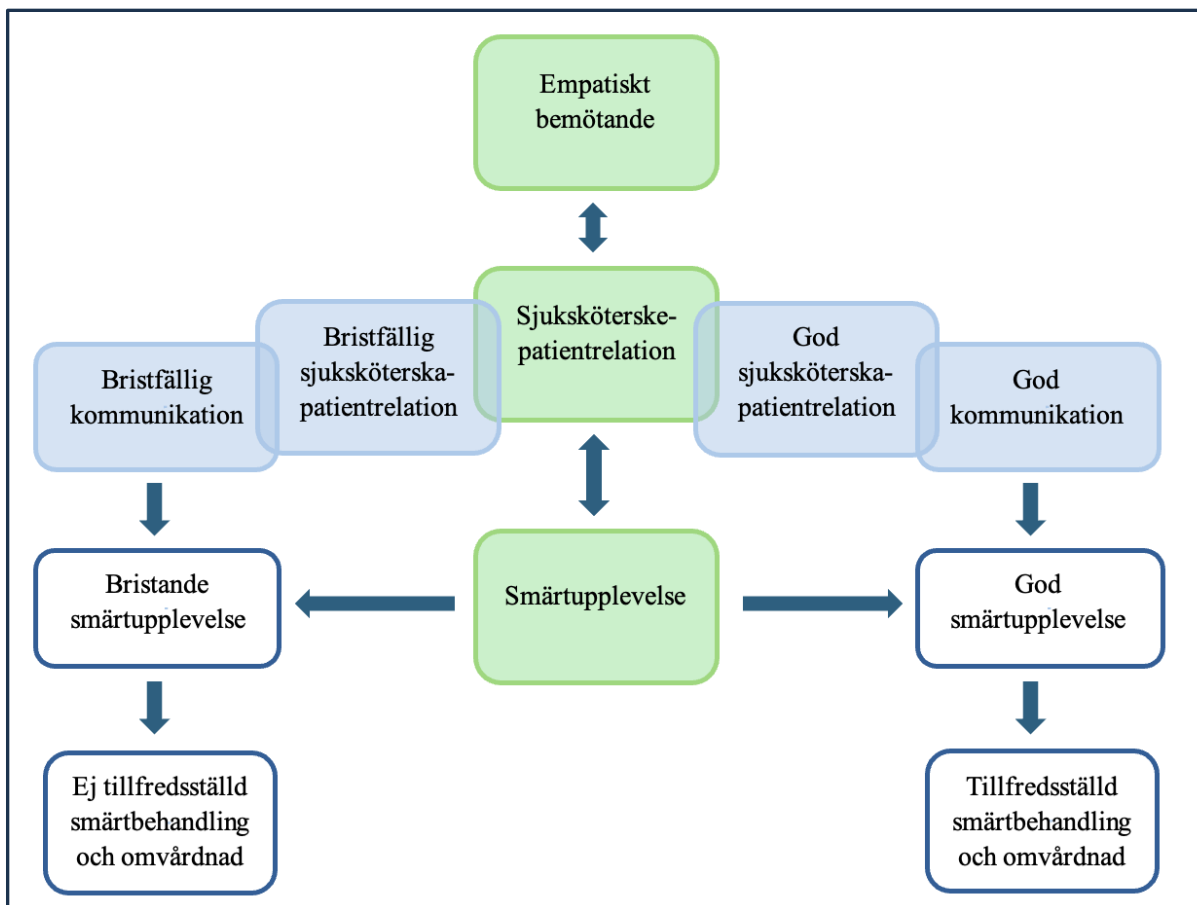 Empatiskt
bemötande
Sjuksköterske-
patientrelation
Bristfällig
sjuksköterska-
patientrelation
God
sjuksköterska-
patientrelation
Bristfällig
kommunikation
God
kommunikation
Bristande
smärtupplevelse
Smärtupplevelse
God
smärtupplevelse
Ej tillfredsställd
smärtbehandling
och omvårdnad
Tillfredsställd
smärtbehandling
och omvårdnad